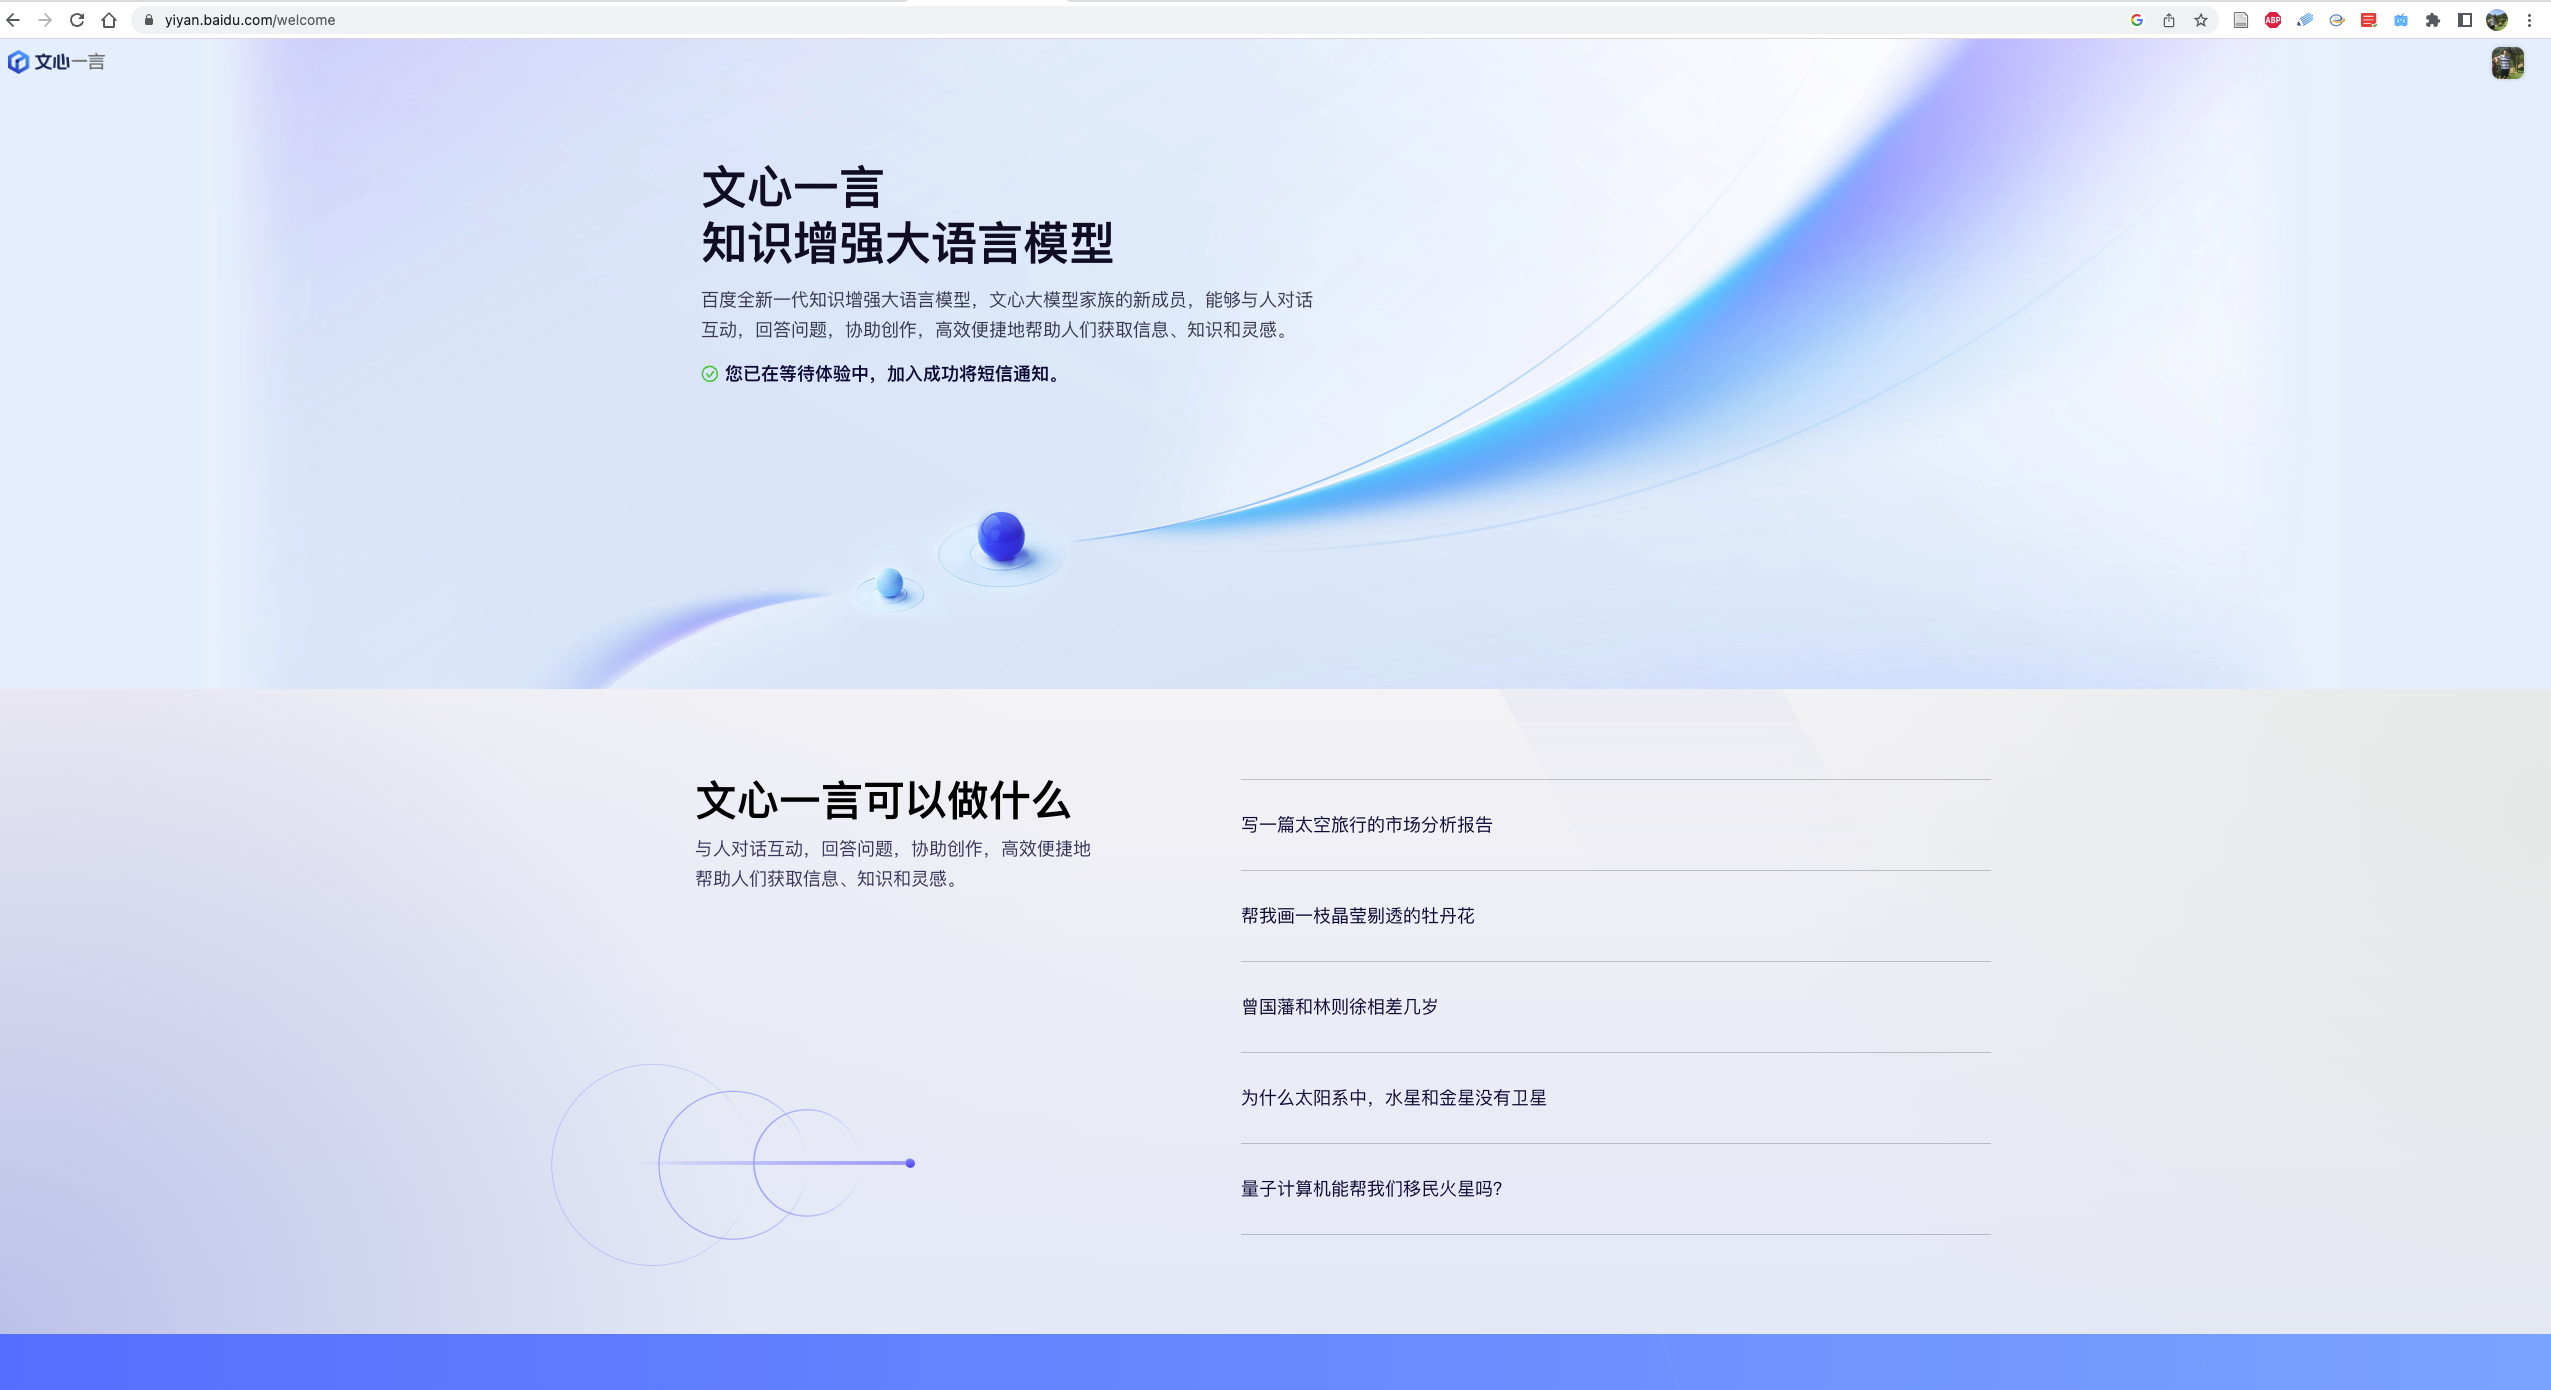 yiyan.baidu.com/welcome
ABP
文心一言
文心一言
知识增强大语言模型
百度全新一代知识增强大语言模型，文心大模型家族的新成员，能够与人对话
互动，回答问题，协助创作，高效便捷地帮助人们获取信息、知识和灵感。
您已在等待体验中，加入成功将短信通知。
文心一言可以做什么
与人对话互动，回答问题，协助创作，高效便捷地
帮助人们获取信息、知识和灵感。
写一篇太空旅行的市场分析报告
帮我画一枝晶莹剔透的牡丹花
曾国藩和林则徐相差几岁
为什么太阳系中，水星和金星没有卫星
量子计算机能帮我们移民火星吗?